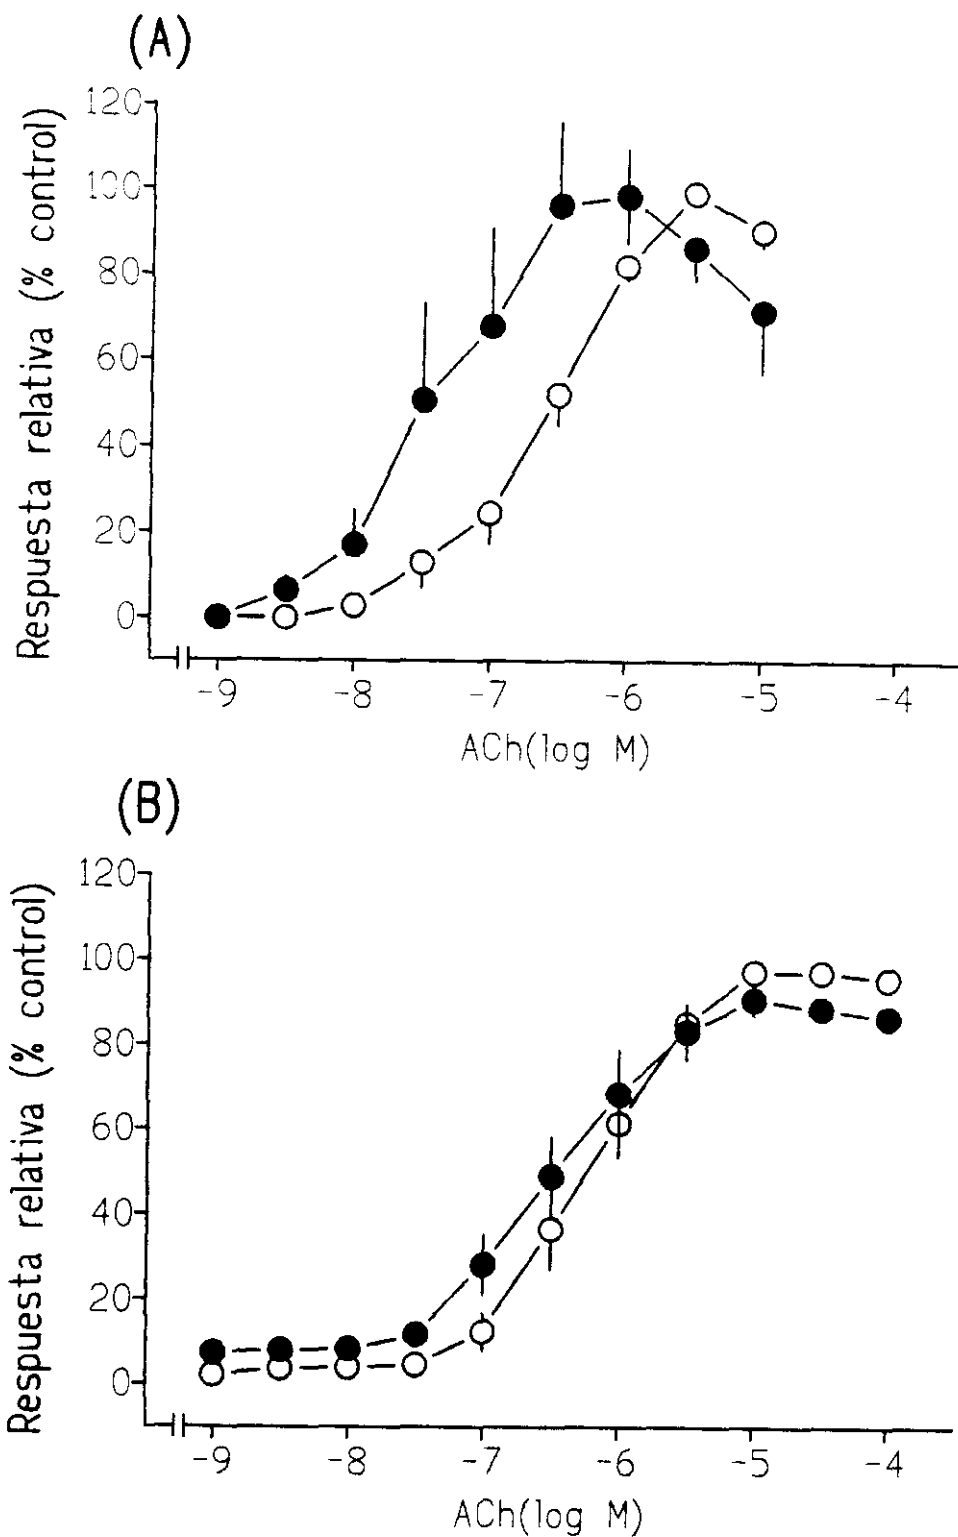 (A)
Respuesta relativa (% control)
120
100
80
60
40
20
0
-9 -8 -7 -6 -5 -4
ACh(log M)
(B)
Respuesta relativa (% control)
120
100
80
60
40
20
0
-9 -8 -7 -6 -5 -4
ACh(log M)